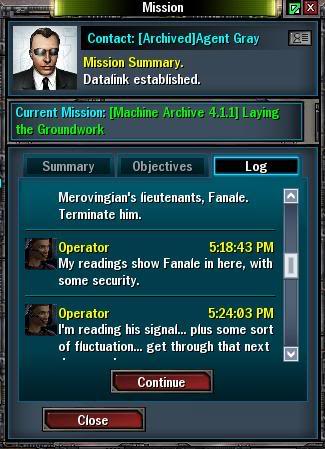 Mission
Contact: [Archived]Agent Gray
Mission Summary.
Datalink established.
Current Mission: [Machine Archive 4.1.1] Laying
the Groundwork
Summary
Objectives
Log
Merovingian's lieutenants, Fanale.
Terminate him.
Operator 5:18:43 PM
My readings show Fanale in here, with
some security.
Operator 5:24:03 PM
I'm reading his signal... plus some sort
of fluctuation... get through that next
Continue
Close